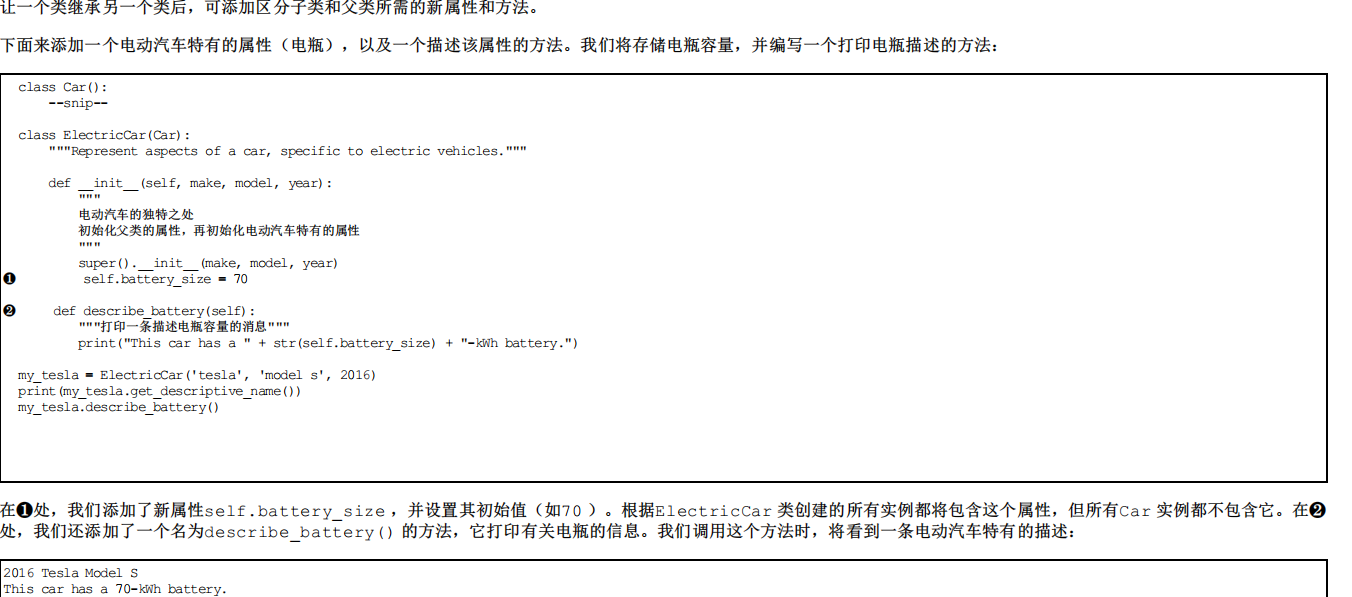 让一个类继承另一个类后，可添加区分子类和父类所需的新属性和方法。
下面来添加一个电动汽车特有的属性（电瓶），以及一个描述该属性的方法。我们将存储电瓶容量，并编写一个打印电瓶描述的方法：
class Car():
    --snip--
class ElectricCar(Car):
    """Represent aspects of a car, specific to electric vehicles."""
    def __init__(self, make, model, year):
        """
        电动汽车的独特之处
        初始化父类的属性，再初始化电动汽车特有的属性
        """
        super().__init__(make, model, year)
❶        self.battery_size = 70
❷    def describe_battery(self):
        """打印一条描述电瓶容量的消息"""
        print("This car has a " + str(self.battery_size) + "-kWh battery.")
my_tesla = ElectricCar('tesla', 'model s', 2016)
print(my_tesla.get_descriptive_name())
my_tesla.describe_battery()
在❶处，我们添加了新属性self.battery_size ，并设置其初始值（如70 ）。根据ElectricCar 类创建的所有实例都将包含这个属性，但所有Car 实例都不包含它。在❷
处，我们还添加了一个名为describe_battery() 的方法，它打印有关电瓶的信息。我们调用这个方法时，将看到一条电动汽车特有的描述：
2016 Tesla Model S
This car has a 70-kWh battery.